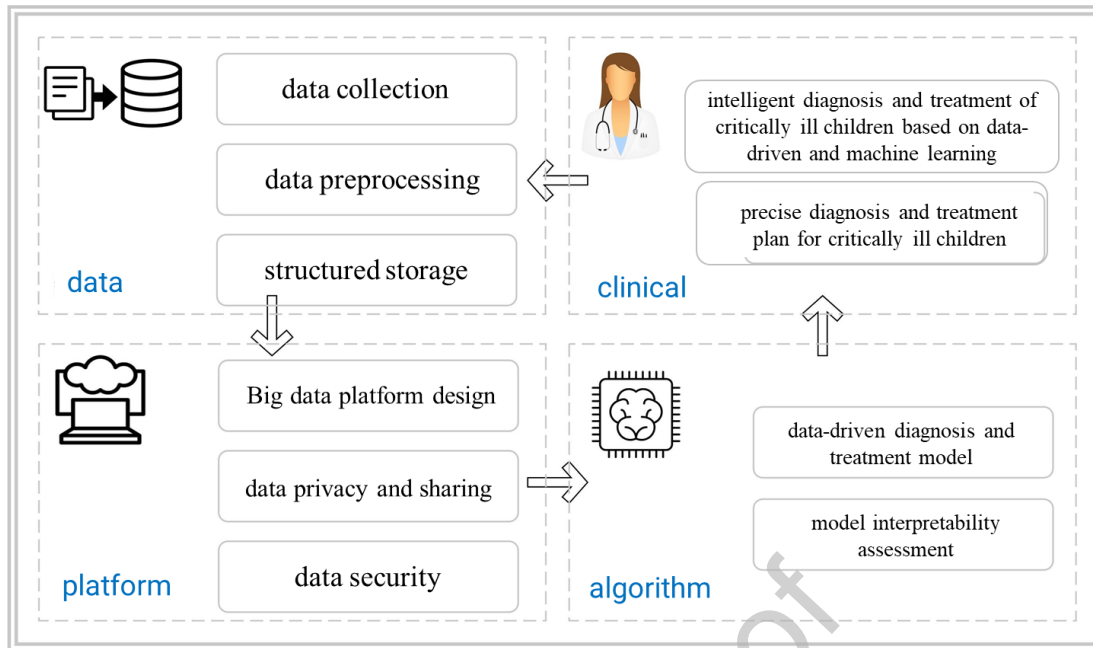 data collection
data preprocessing
structured storage
data
intelligent diagnosis and treatment of
critically ill children based on data-
driven and machine learning
precise diagnosis and treatment
plan for critically ill children
clinical
Big data platform design
data privacy and sharing
data security
platform
data-driven diagnosis and
treatment model
model interpretability
assessment
algorithm
of